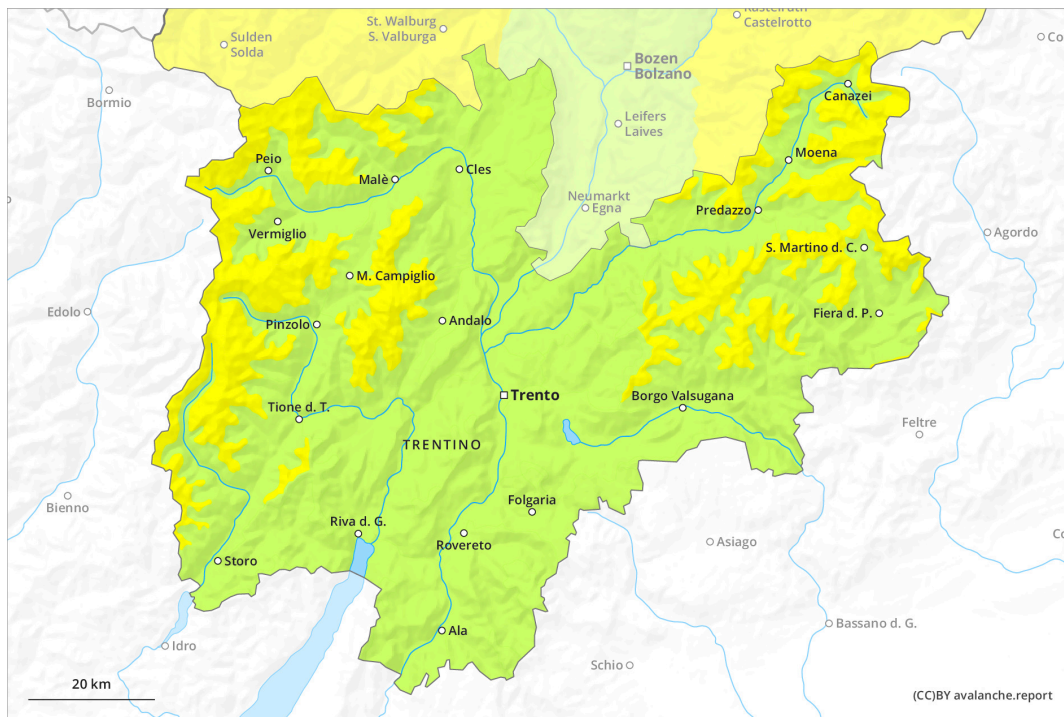 Kastelruth
Castelrotto
St. Walburg
S. Valburga
Sulden
Solda
Co
Bozen
Bolzano
Bormio
Canazei
Leifers
Laives
Moena
Peio
Malè
Cles
Neumarkt
Egna
Predazzo
Vermiglio
Agordo
S. Martino d. C.
M. Campiglio
Edolo
Pinzolo
Andalo
Fiera d. P.
Trento
Borgo Valsugana
Tione d. T.
Feltre
TRENTINO
Bienno
Folgaria
Riva d. G.
Rovereto
Asiago
Co
Storo
Bassano d. G.
Ala
Idro
Schio
20 km
(CC)BY avalanche.report